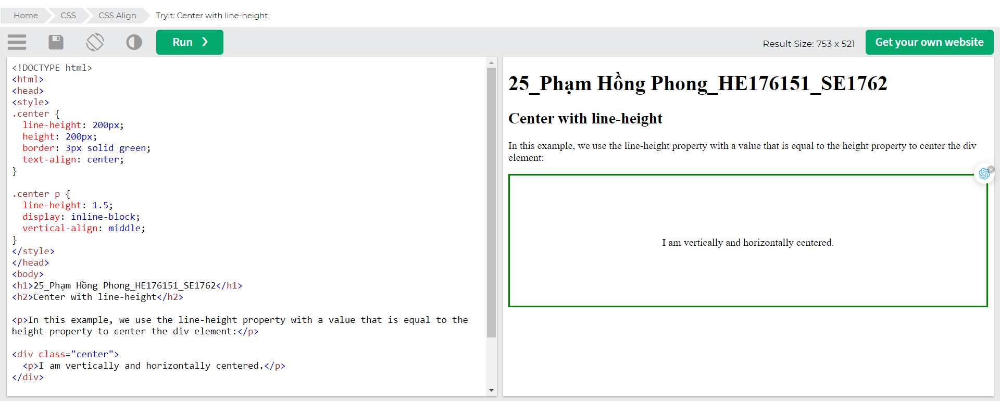 Home CSS CSS Align Tryit: Center with line-height
Run ❯
Result Size: 753 x 521
Get your own website
<!DOCTYPE html>
<html>
<head>
<style>
.center {
  line-height: 200px;
  height: 200px;
  border: 3px solid green;
  text-align: center;
}
.center p {
  line-height: 1.5;
  display: inline-block;
  vertical-align: middle;
}
</style>
</head>
<body>
<h1>25_Phạm Hồng Phong_HE176151_SE1762</h1>
<h2>Center with line-height</h2>
<p>In this example, we use the line-height property with a value that is equal to the
height property to center the div element:</p>
<div class="center">
  <p>I am vertically and horizontally centered.</p>
</div>
25_Phạm Hồng Phong_HE176151_SE1762
Center with line-height
In this example, we use the line-height property with a value that is equal to the height property to center the div
element:
I am vertically and horizontally centered.